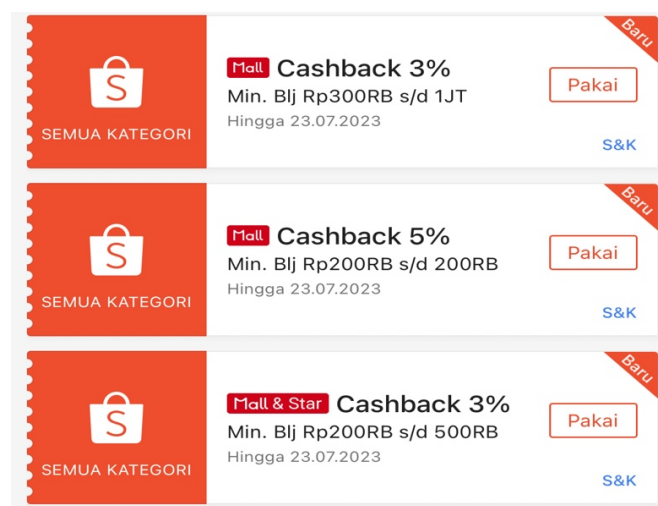 Baru
Mall Cashback 3%
Min. Blj Rp300RB s/d 1JT
Hingga 23.07.2023
Pakai
S&K
S
SEMUA KATEGORI
Baru
Mall Cashback 5%
Min. Blj Rp200RB s/d 200RB
Hingga 23.07.2023
Pakai
S&K
S
SEMUA KATEGORI
Baru
Mall & Star Cashback 3%
Min. Blj Rp200RB s/d 500RB
Hingga 23.07.2023
Pakai
S&K
S
SEMUA KATEGORI